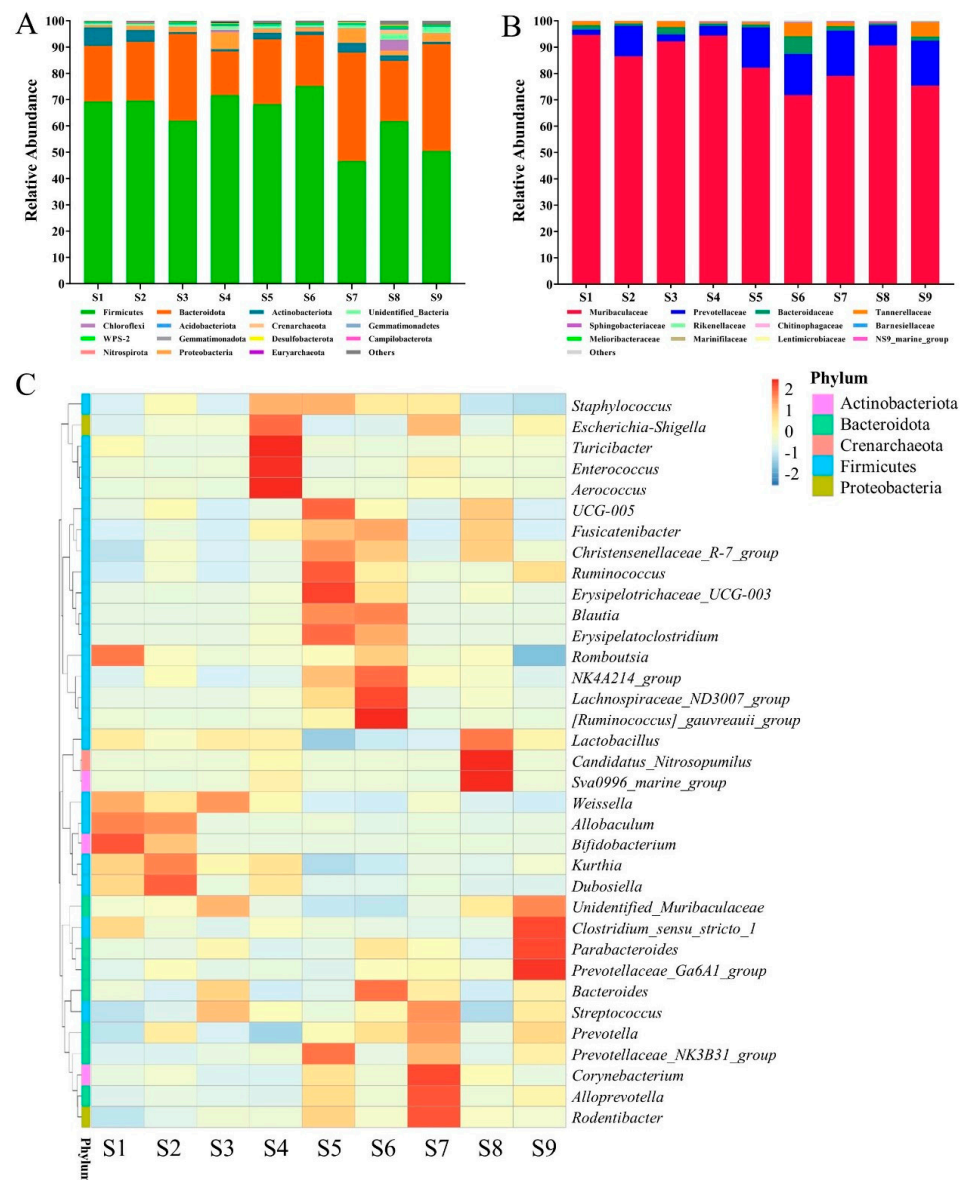 A
Relative Abundance
100
90
80
70
60
50
40
30
20
10
0
S1 S2 S3 S4 S5 S6 S7 S8 S9
Firmicutes Bacteroidota Actinobacteriota Unidentified_Bacteria
Chloroflexi Acidobacteriota Crenarchaeota Gemmatimonadetes
WPS-2 Gemmatimonadota Desulfobacterota Campilobacterota
Nitrospirota Proteobacteria Euryarchaeota Others
B
Relative Abundance
100
90
80
70
60
50
40
30
20
10
0
S1 S2 S3 S4 S5 S6 S7 S8 S9
Muribaculaceae Prevotellaceae Bacteroidaceae Tannerellaceae
Sphingobacteriaceae Rikenellaceae Chitinophagaceae Barnesiellaceae
Melioribacteraceae Marinifilaceae Lentimicrobiaceae NS9_marine_group
Others
C
Staphylococcus
Escherichia-Shigella
Turicibacter
Enterococcus
Aerococcus
UCG-005
Fusicatenibacter
Christensenellaceae_R-7_group
Ruminococcus
Erysipelotrichaceae_UCG-003
Blautia
Erysipelatoclostridium
Romboutsia
NK4A214_group
Lachnospiraceae_ND3007_group
[Ruminococcus]_gauvreauii_group
Lactobacillus
Candidatus_Nitrosopumilus
Sva0996_marine_group
Weissella
Allobaculum
Bifidobacterium
Kurthia
Dubosiella
Unidentified_Muribaculaceae
Clostridium_sensu_stricto_1
Parabacteroides
Prevotellaceae_Ga6A1_group
Bacteroides
Streptococcus
Prevotella
Prevotellaceae_NK3B31_group
Corynebacterium
Alloprevotella
Rodentibacter
2
1
0
-1
-2
Phylum
Actinobacteriota
Bacteroidota
Crenarchaeota
Firmicutes
Proteobacteria
Phylum
S1 S2 S3 S4 S5 S6 S7 S8 S9